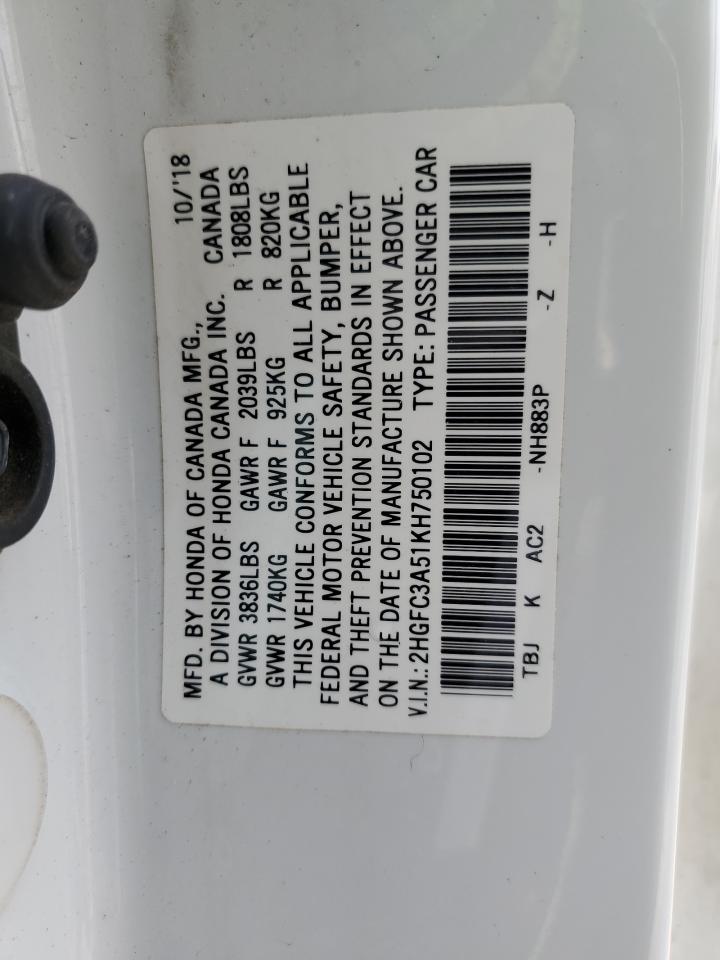 MFD. BY HONDA OF CANADA MFG., 10/'18
A DIVISION OF HONDA CANADA INC. CANADA
GVWR 3836LBS GAWR F 2039LBS R 1808LBS
GVWR 1740KG GAWR F 925KG R 820KG
THIS VEHICLE CONFORMS TO ALL APPLICABLE
FEDERAL MOTOR VEHICLE SAFETY, BUMPER,
AND THEFT PREVENTION STANDARDS IN EFFECT
ON THE DATE OF MANUFACTURE SHOWN ABOVE.
V.I.N.: 2HGFC3A51KH750102 TYPE: PASSENGER CAR
TBJ K AC2 -NH883P -Z -H